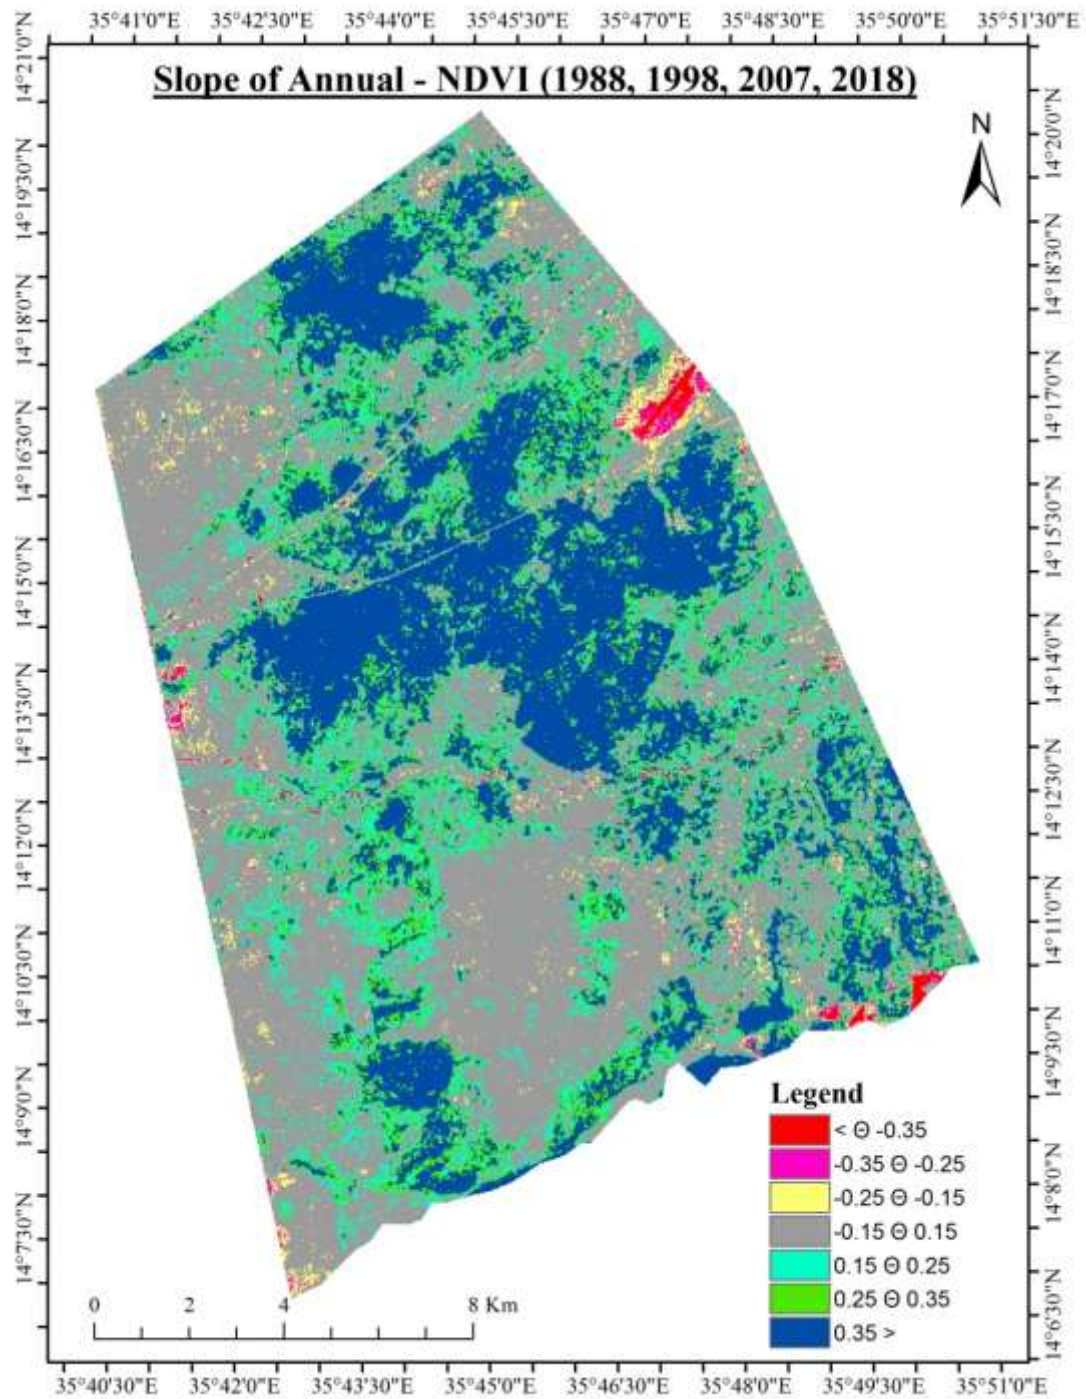 35°41'0"E 35°42'30"E 35°44'0"E 35°45'30"E 35°47'0"E 35°48'30"E 35°50'0"E 35°51'30"E
Slope of Annual - NDVI (1988, 1998, 2007, 2018)
N
14°21'0"N
14°19'30"N
14°18'0"N
14°16'30"N
14°15'0"N
14°13'30"N
14°12'0"N
14°10'30"N
14°9'0"N
14°7'30"N
14°20'0"N
14°18'30"N
14°17'0"N
14°15'30"N
14°14'0"N
14°12'30"N
14°11'0"N
14°9'30"N
14°8'0"N
14°6'30"N
Legend
< Θ -0.35
-0.35 Θ -0.25
-0.25 Θ -0.15
-0.15 Θ 0.15
0.15 Θ 0.25
0.25 Θ 0.35
0.35 >
0 2 4 8 Km
35°40'30"E 35°42'0"E 35°43'30"E 35°45'0"E 35°46'30"E 35°48'0"E 35°49'30"E 35°51'0"E